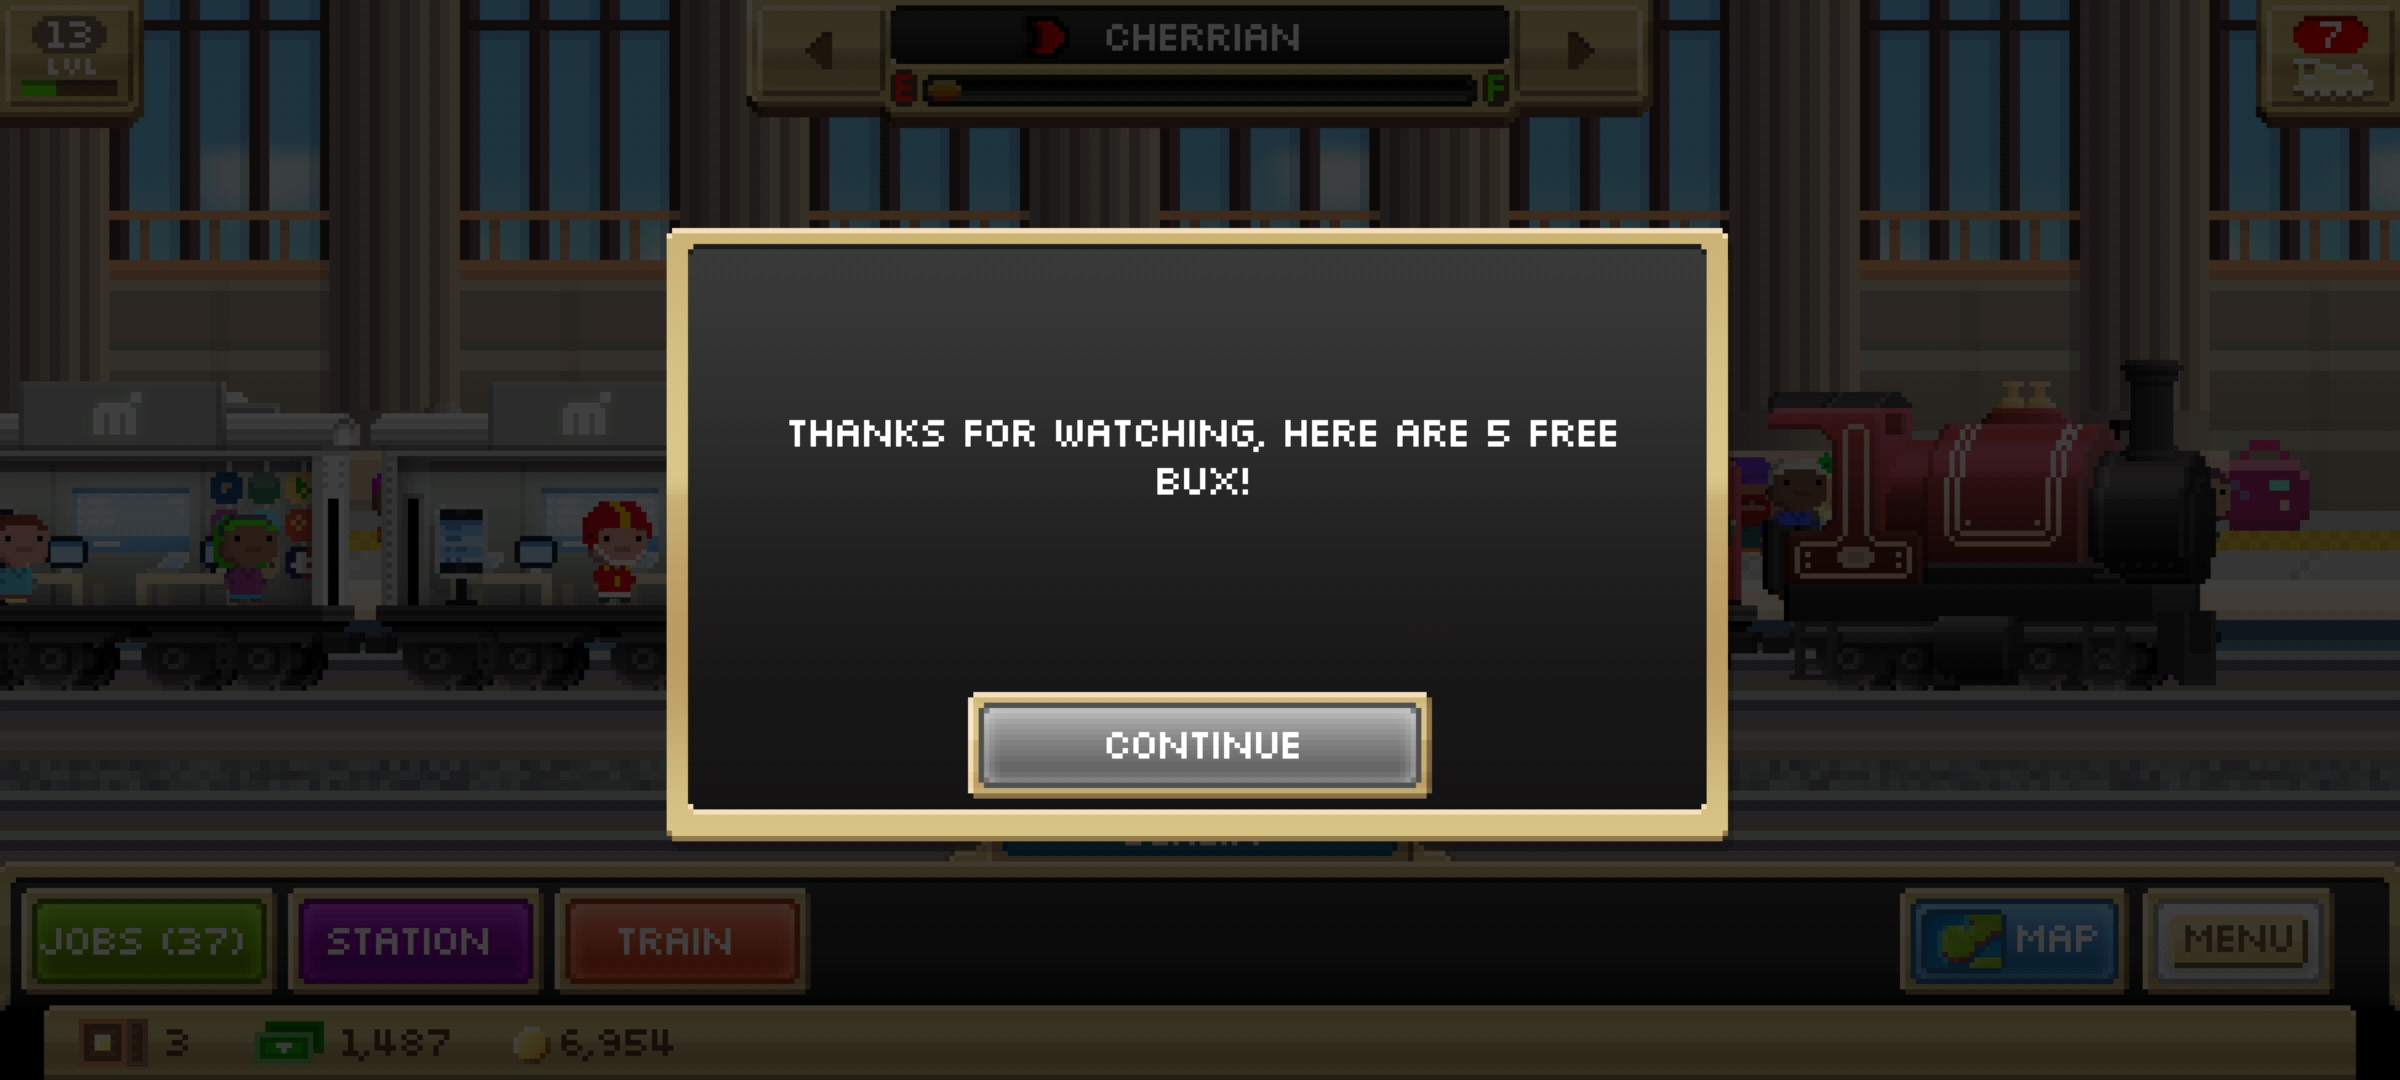 13
LVL
CHERRIAN
E
F
7
THANKS FOR WATCHING, HERE ARE 5 FREE
BUX!
CONTINUE
JOBS (37)
STATION
TRAIN
MAP
MENU
3
1,487
6,954